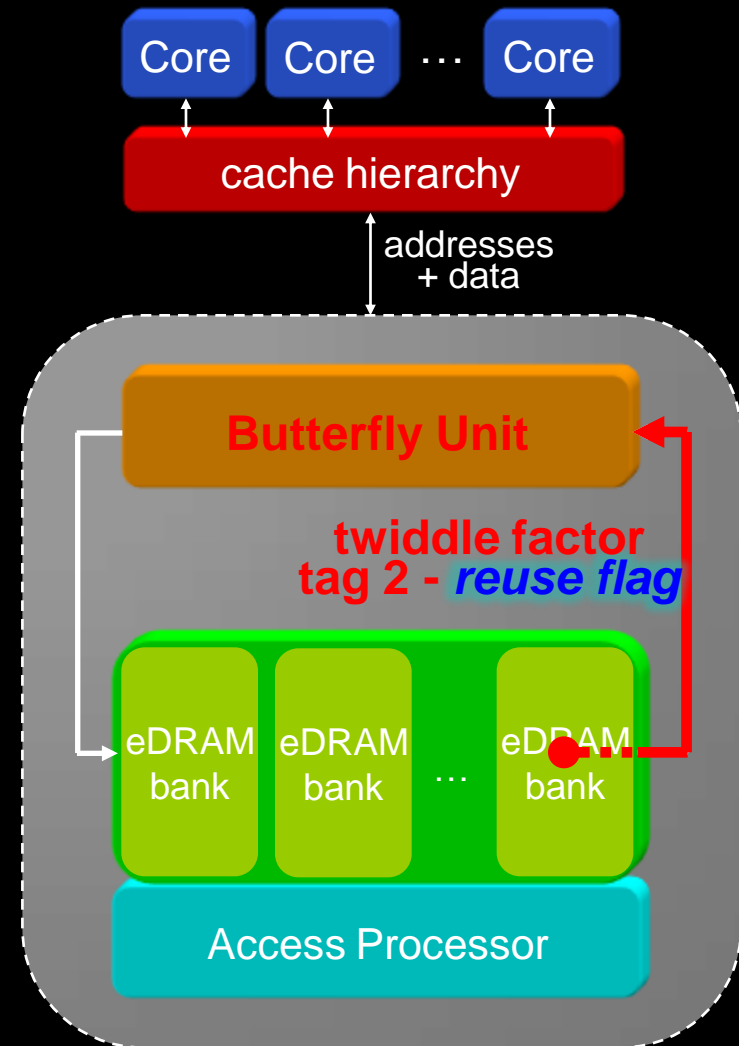 Core Core … Core
cache hierarchy
addresses
+ data
Butterfly Unit
twiddle factor
tag 2 - reuse flag
eDRAM eDRAM eDRAM
bank bank … bank
Access Processor